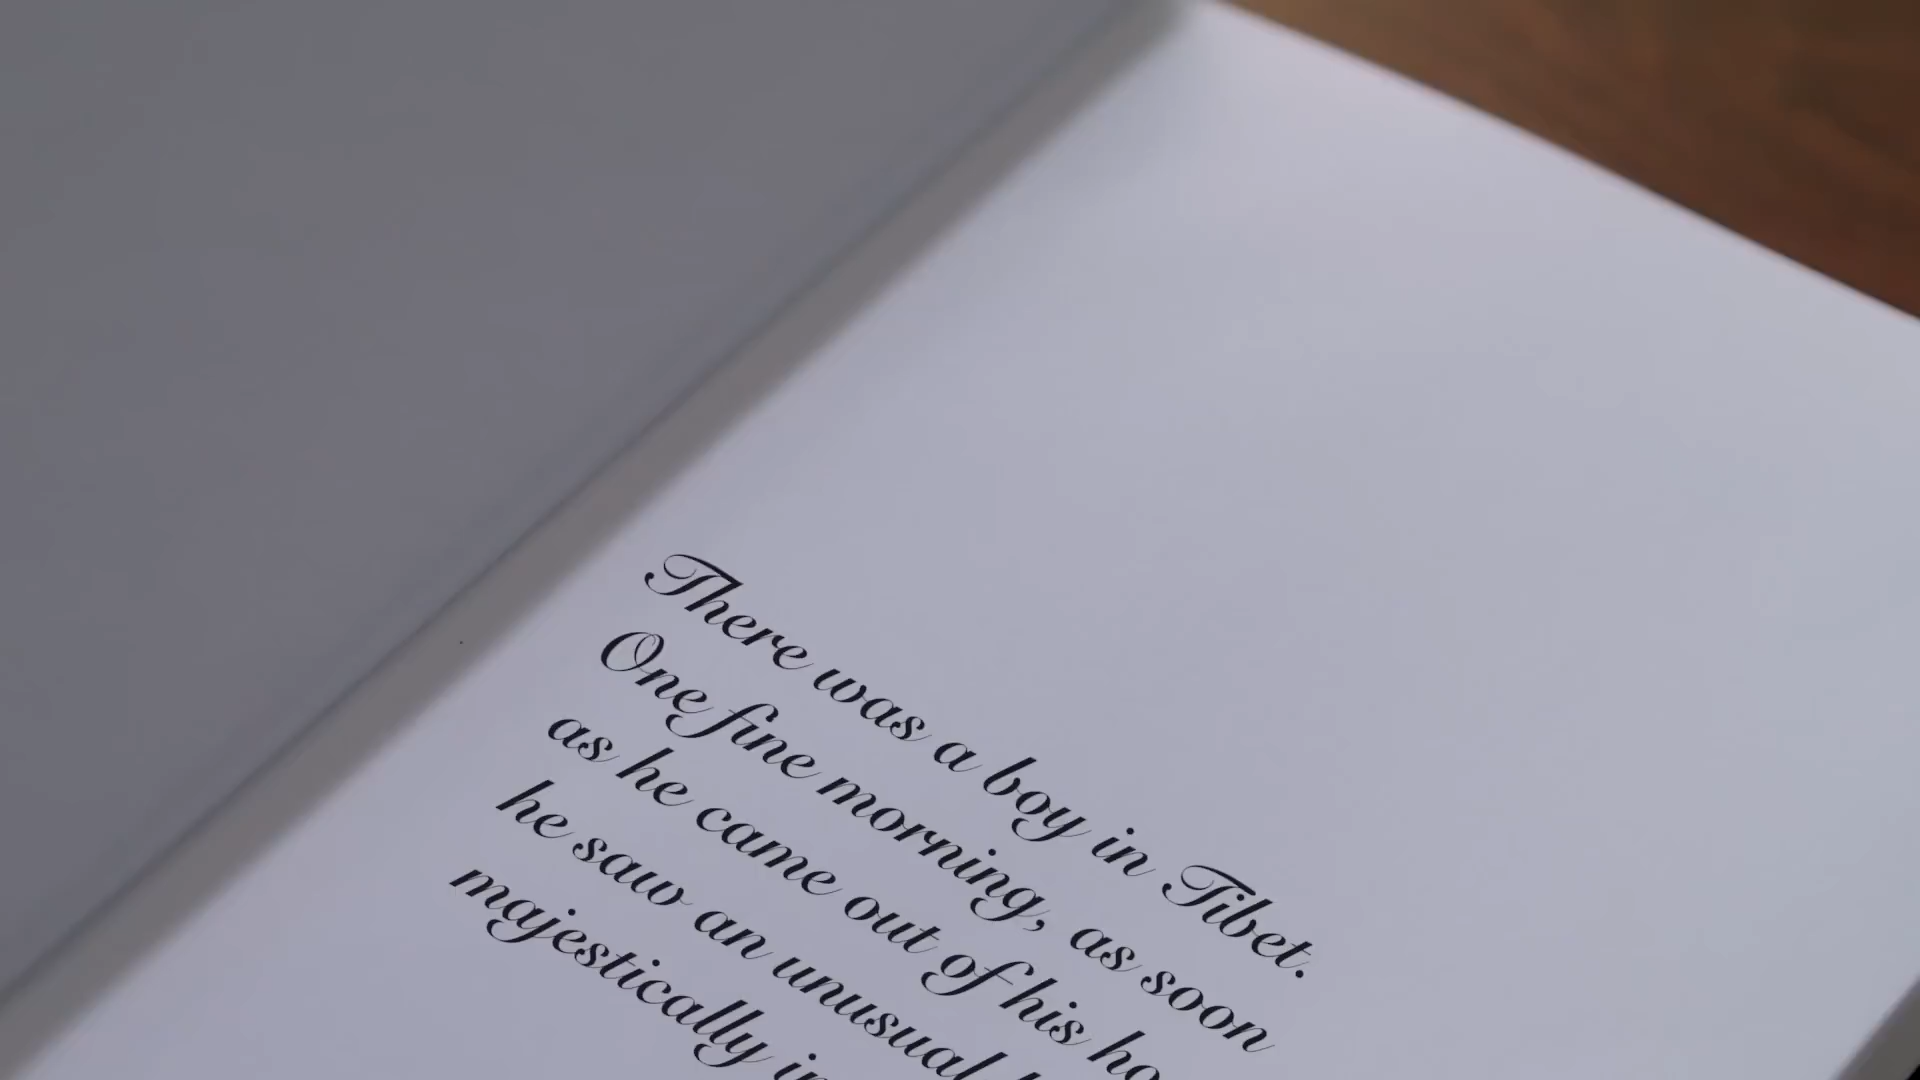 There was a boy in Tibet.
One fine morning, as soon
as he came out of his
he saw an unusual
majestically